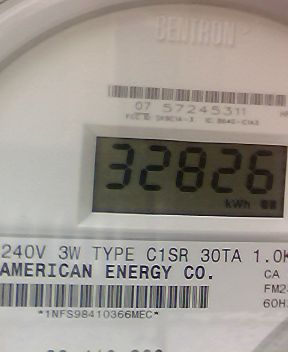 CENTRON
07 57245311
32826
kWh
240V 3W TYPE C1SR 30TA 1.0K
AMERICAN ENERGY CO.
CA
FM2
60H
*1NFS98410366MEC*